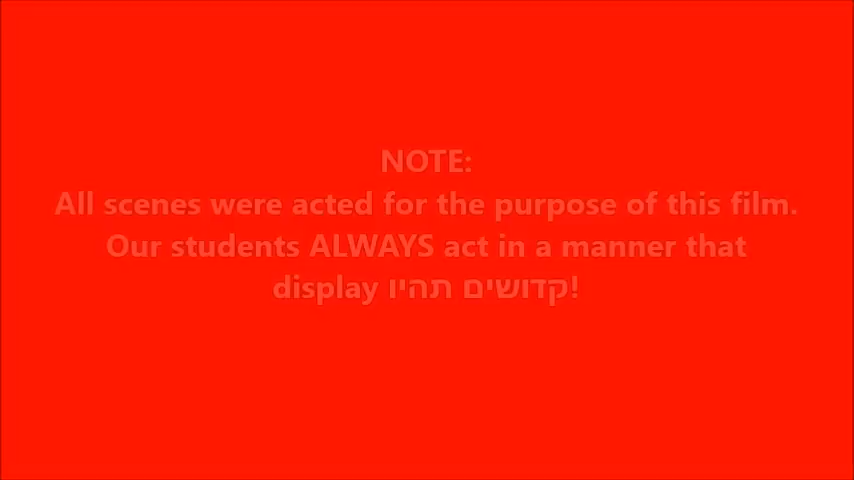 NOTE:
All scenes were acted for the purpose of this film.
Our students ALWAYS act in a manner that
display קדושים תהיו!